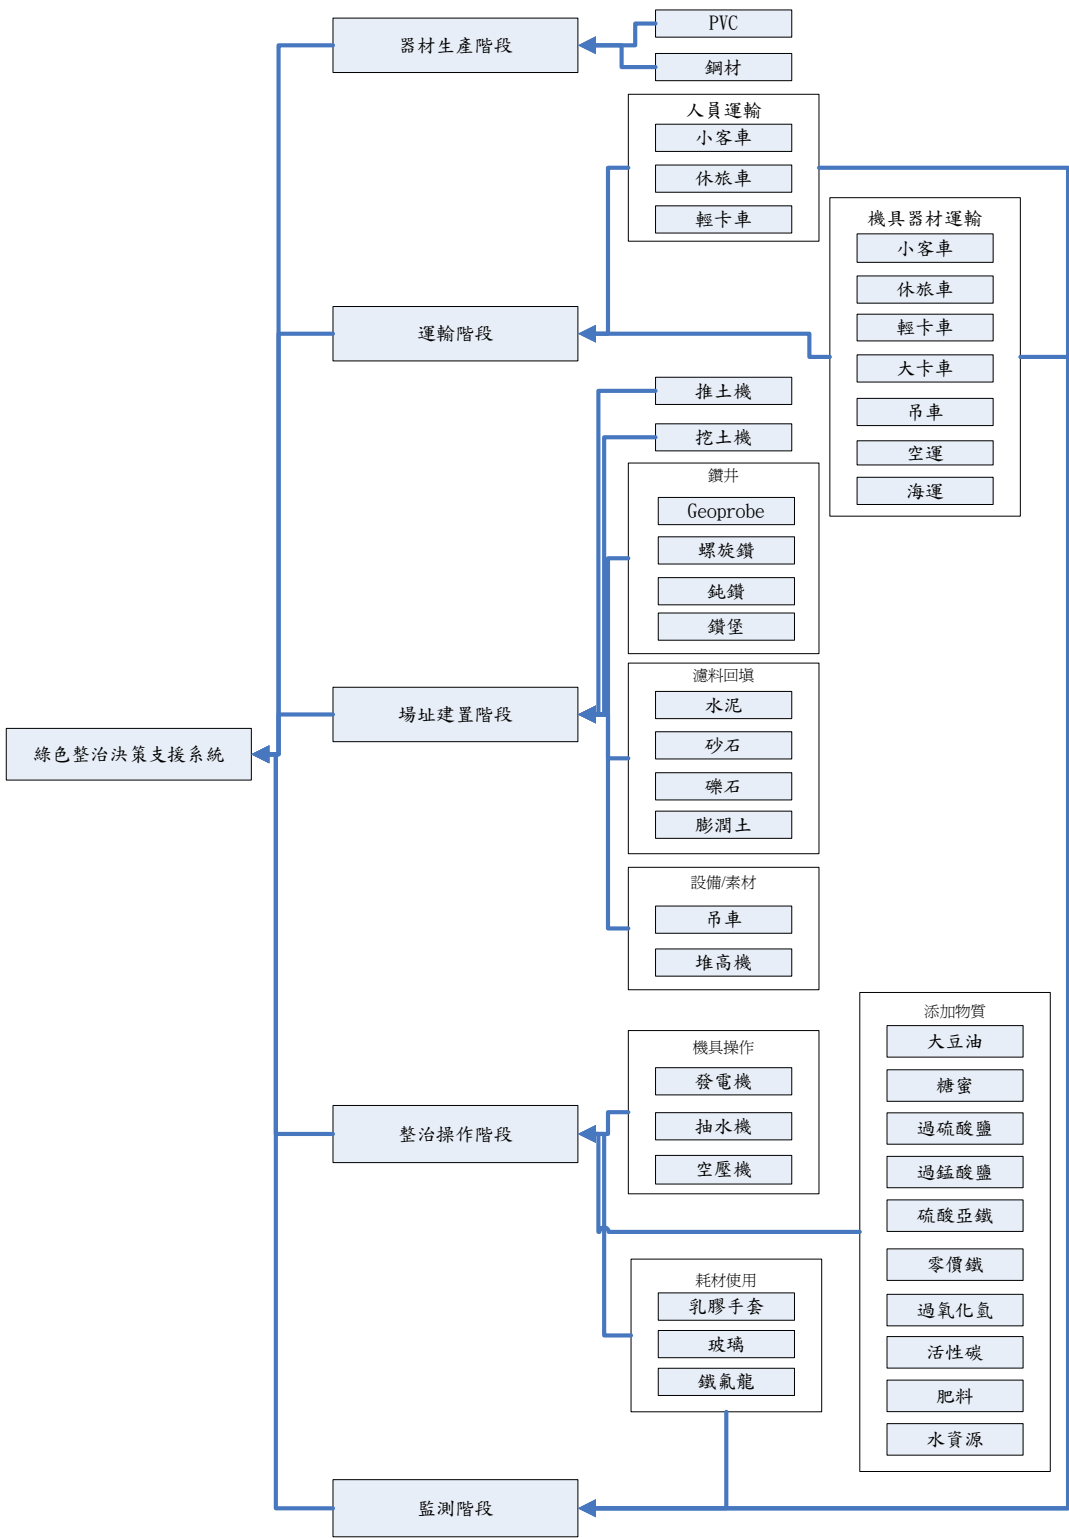 器材生產階段
PVC
鋼材
人員運輸
小客車
休旅車
輕卡車
機具器材運輸
小客車
休旅車
輕卡車
大卡車
吊車
空運
海運
運輸階段
推土機
挖土機
鑽井
Geoprobe
螺旋鑽
鈍鑽
鑽堡
濾料回填
水泥
砂石
礫石
膨潤土
場址建置階段
綠色整治決策支援系統
設備/素材
吊車
堆高機
機具操作
發電機
抽水機
空壓機
整治操作階段
添加物質
大豆油
糖蜜
過硫酸鹽
過錳酸鹽
硫酸亞鐵
零價鐵
過氧化氫
活性碳
肥料
水資源
耗材使用
乳膠手套
玻璃
鐵氟龍
監測階段